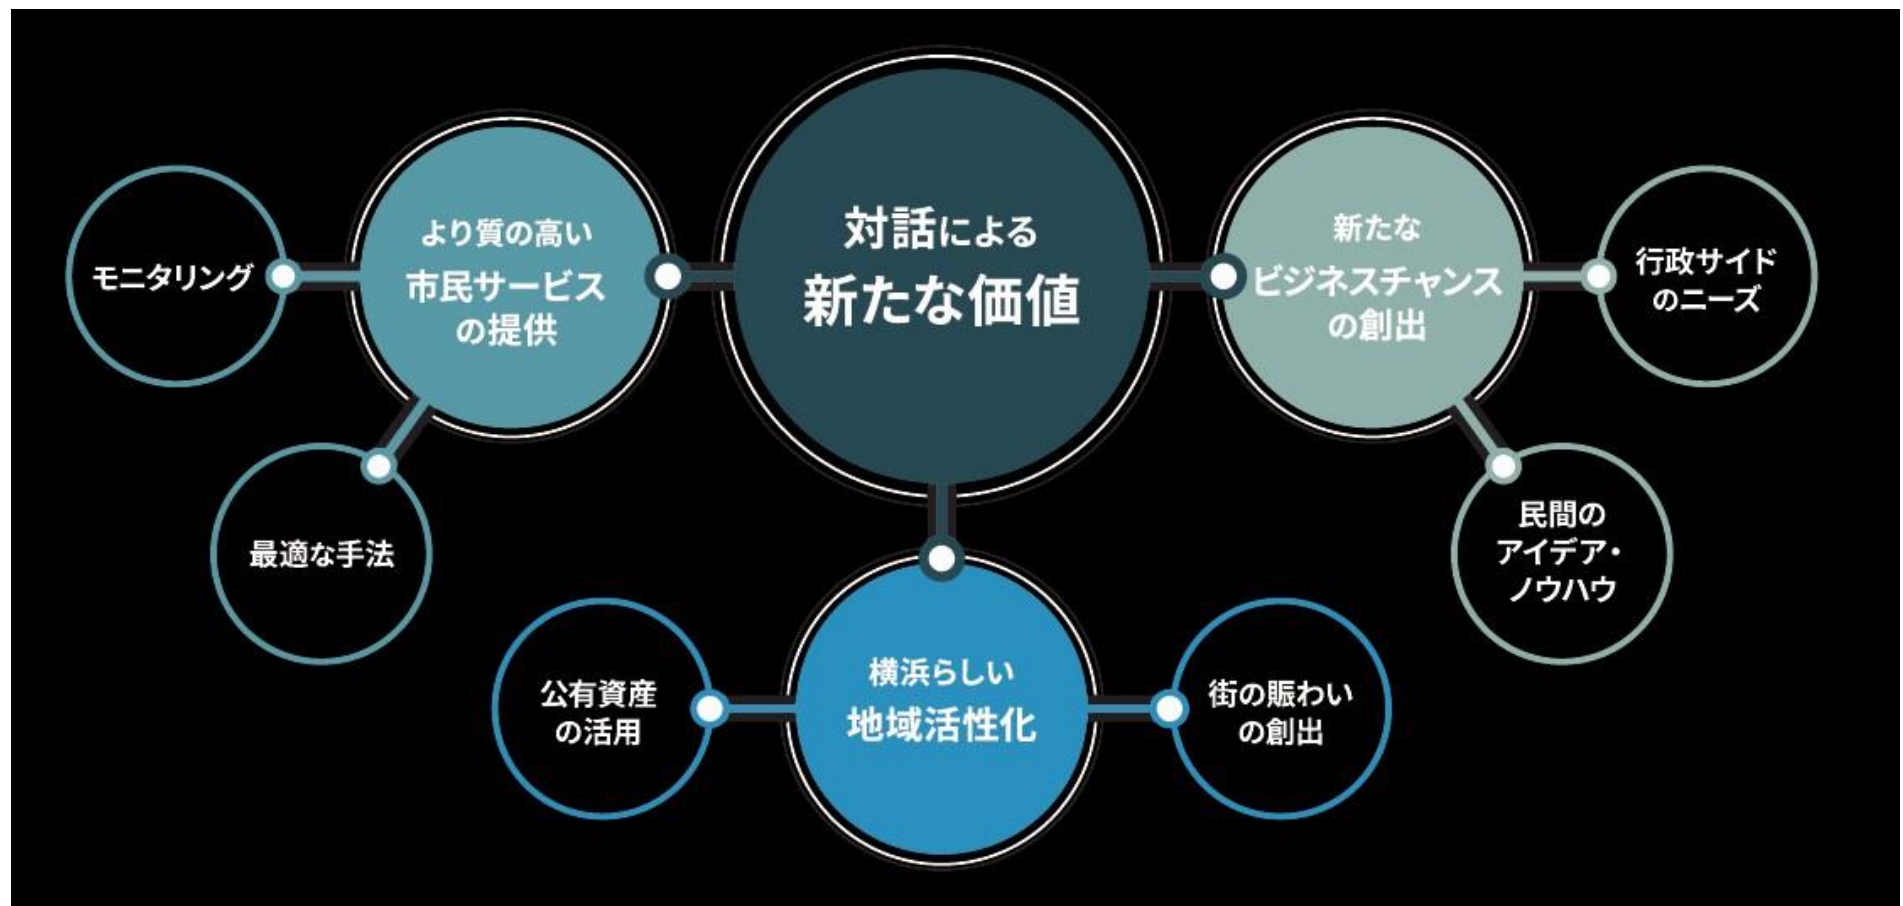 対話による
新たな価値
より質の高い
市民サービス
の提供
モニタリング
最適な手法
新たな
ビジネスチャンス
の創出
行政サイド
のニーズ
民間の
アイデア・
ノウハウ
横浜らしい
地域活性化
公有資産
の活用
街の賑わい
の創出